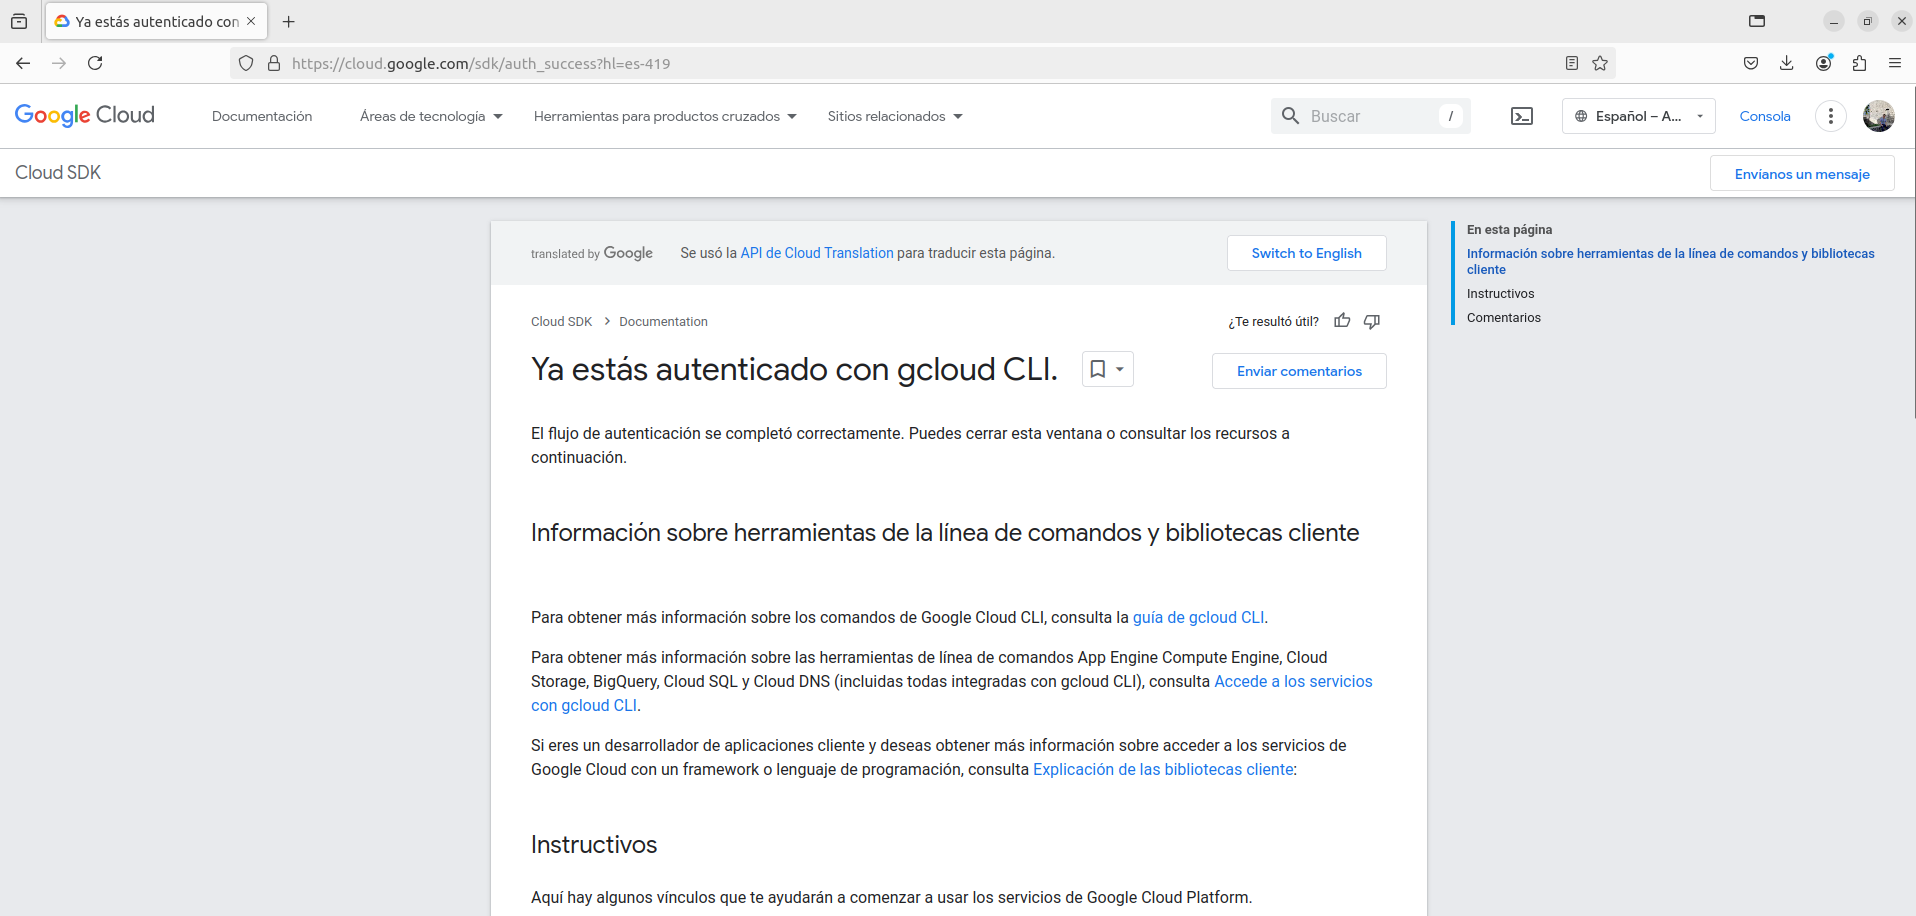 Ya estás autenticado con
https://cloud.google.com/sdk/auth_success?hl=es-419
Google Cloud
Documentación
Áreas de tecnología
Herramientas para productos cruzados
Sitios relacionados
Buscar
/
Español – A...
Consola
Cloud SDK
Envíanos un mensaje
translated by Google
Se usó la API de Cloud Translation para traducir esta página.
Switch to English
Cloud SDK
Documentation
¿Te resultó útil?
Ya estás autenticado con gcloud CLI.
Enviar comentarios
El flujo de autenticación se completó correctamente. Puedes cerrar esta ventana o consultar los recursos a
continuación.
Información sobre herramientas de la línea de comandos y bibliotecas cliente
Para obtener más información sobre los comandos de Google Cloud CLI, consulta la guía de gcloud CLI.
Para obtener más información sobre las herramientas de línea de comandos App Engine Compute Engine, Cloud
Storage, BigQuery, Cloud SQL y Cloud DNS (incluidas todas integradas con gcloud CLI), consulta Accede a los servicios
con gcloud CLI.
Si eres un desarrollador de aplicaciones cliente y deseas obtener más información sobre acceder a los servicios de
Google Cloud con un framework o lenguaje de programación, consulta Explicación de las bibliotecas cliente:
Instructivos
Aquí hay algunos vínculos que te ayudarán a comenzar a usar los servicios de Google Cloud Platform.
En esta página
Información sobre herramientas de la línea de comandos y bibliotecas
cliente
Instructivos
Comentarios